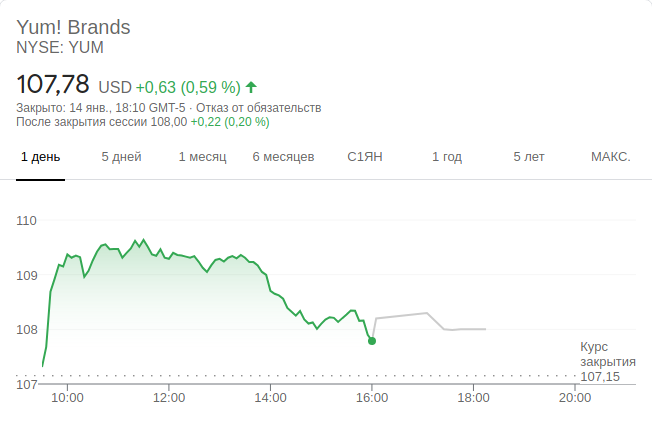 Yum! Brands
NYSE: YUM
107,78 USD +0,63 (0,59 %)
Закрыто: 14 янв., 18:10 GMT-5 · Отказ от обязательств
После закрытия сессии 108,00 +0,22 (0,20 %)
1 день 5 дней 1 месяц 6 месяцев С1ЯН 1 год 5 лет МАКС.
110
109
108
Курс
закрытия
107,15
107
10:00 12:00 14:00 16:00 18:00 20:00